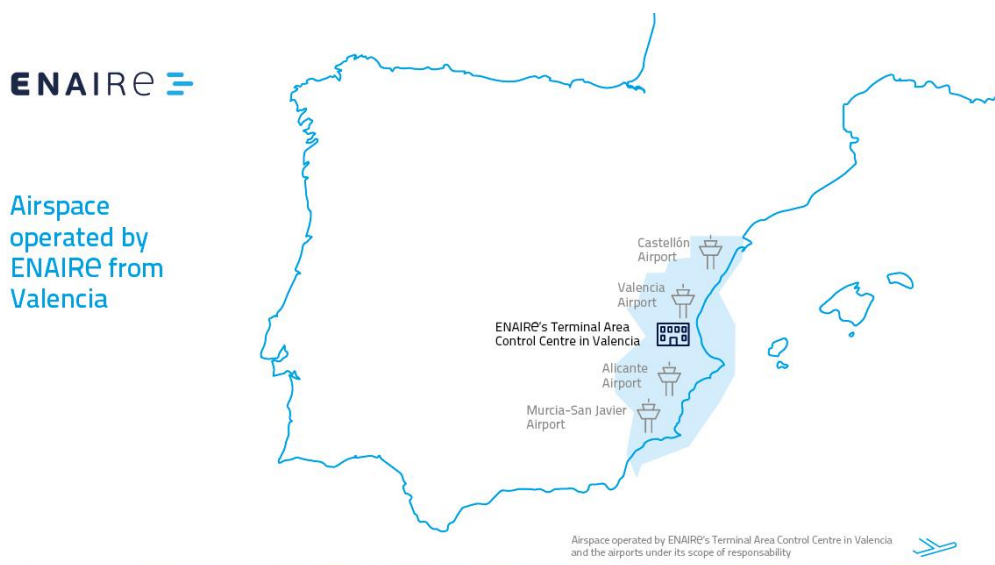 ENAIRE
Airspace
operated by
ENAIRE from
Valencia
Castellón
Airport
Valencia
Airport
ENAIRE's Terminal Area
Control Centre in Valencia
Alicante
Airport
Murcia-San Javier
Airport
Airspace operated by ENAIRE's Terminal Area Control Centre in Valencia
and the airports under its scope of responsability